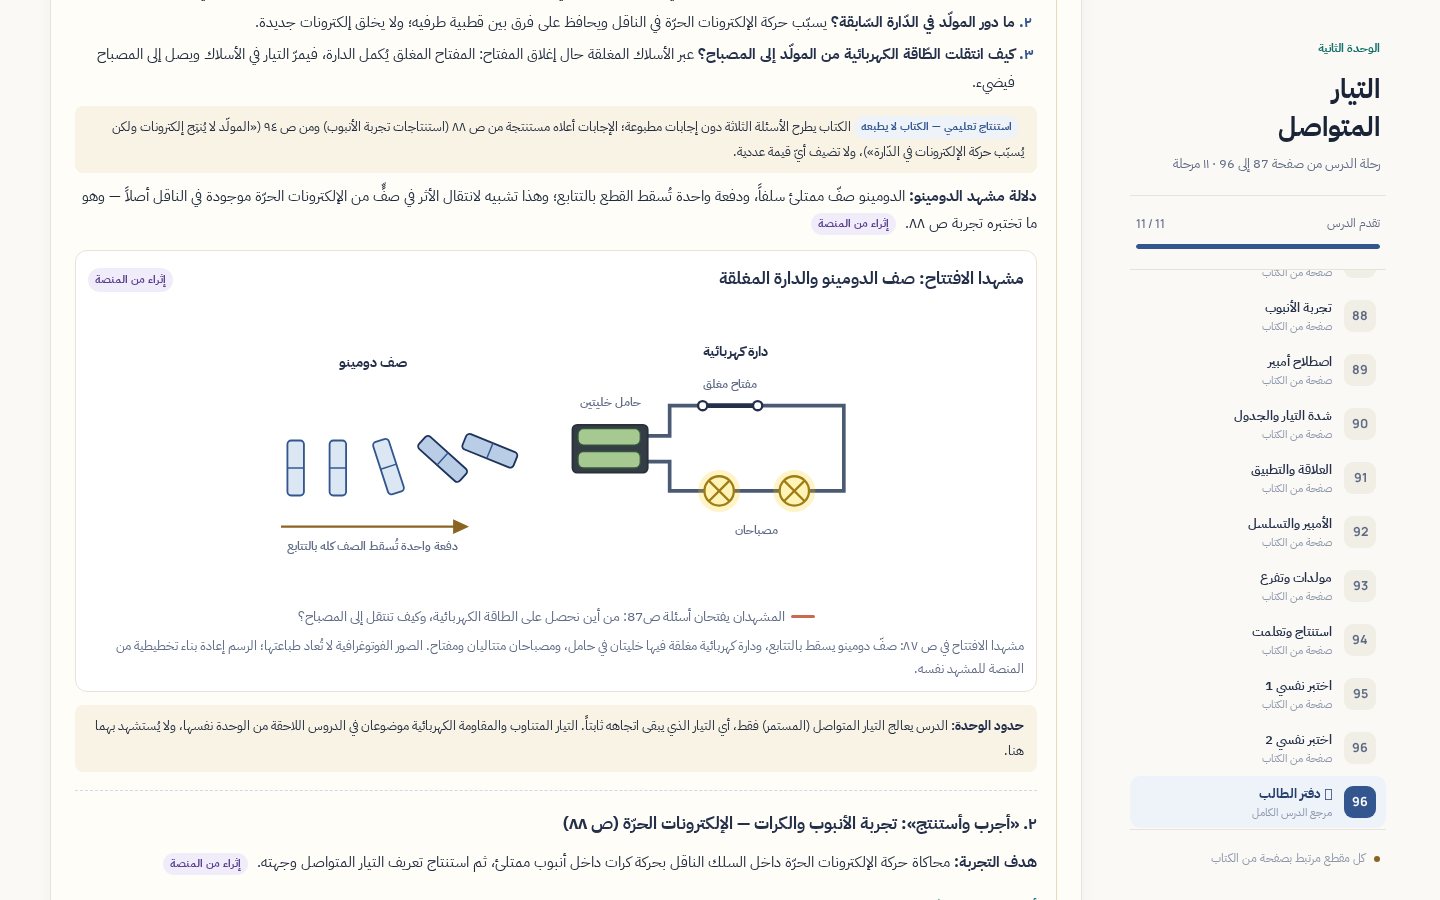 الوحدة الثانية
التيار
المتواصل
رحلة الدرس من صفحة 87 إلى 96 · ١١ مرحلة
تقدم الدرس
11 / 11
صفحة من الكتاب
88
تجربة الأنبوب
صفحة من الكتاب
89
اصطلاح أمبير
صفحة من الكتاب
90
شدة التيار والجدول
صفحة من الكتاب
91
العلاقة والتطبيق
صفحة من الكتاب
92
الأمبير والتسلسل
صفحة من الكتاب
93
مولدات وتفرع
صفحة من الكتاب
94
استنتاج وتعلمت
صفحة من الكتاب
95
اختبر نفسي 1
صفحة من الكتاب
96
اختبر نفسي 2
صفحة من الكتاب
96
دفتر الطالب
مرجع الدرس الكامل
كل مقطع مرتبط بصفحة من الكتاب
٢. ما دور المولّد في الدّارة السّابقة؟ يسبّب حركة الإلكترونات الحرّة في الناقل ويحافظ على فرق بين قطبية طرفيه؛ ولا يخلق إلكترونات جديدة.
٣. كيف انتقلت الطّاقة الكهربائية من المولّد إلى المصباح؟ عبر الأسلاك المغلقة حال إغلاق المفتاح: المفتاح المغلق يُكمل الدارة، فيمرّ التيار في الأسلاك ويصل إلى المصباح
فيضيء.
استنتاج تعليمي — الكتاب لا يطبعه الكتاب يطرح الأسئلة الثلاثة دون إجابات مطبوعة؛ الإجابات أعلاه مستنتجة من ص ٨٨ (استنتاجات تجربة الأنبوب) ومن ص ٩٤ («المولّد لا يُنتِج إلكترونات ولكن
يُسبّب حركة الإلكترونات في الدّارة»)، ولا تضيف أيّ قيمة عددية.
دلالة مشهد الدومينو: الدومينو صفّ ممتلئ سلفاً، ودفعة واحدة تُسقط القطع بالتتابع؛ وهذا تشبيه لانتقال الأثر في صفٍّ من الإلكترونات الحرّة موجودة في الناقل أصلاً — وهو
ما تختبره تجربة ص ٨٨. إثراء من المنصة
مشهدا الافتتاح: صف الدومينو والدارة المغلقة
إثراء من المنصة
دارة كهربائية
مفتاح مغلق
حامل خليتين
مصباحان
صف دومينو
دفعة واحدة تُسقط الصف كله بالتتابع
المشهدان يفتحان أسئلة ص87: من أين نحصل على الطاقة الكهربائية، وكيف تنتقل إلى المصباح؟
مشهدا الافتتاح في ص ٨٧: صفّ دومينو يسقط بالتتابع، ودارة كهربائية مغلقة فيها خليتان في حامل، ومصباحان متتاليان ومفتاح. الصور الفوتوغرافية لا تُعاد طباعتها؛ الرسم إعادة بناء تخطيطية من
المنصة للمشهد نفسه.
حدود الوحدة: الدرس يعالج التيار المتواصل (المستمر) فقط، أي التيار الذي يبقى اتجاهه ثابتاً. التيار المتناوب والمقاومة الكهربائية موضوعان في الدروس اللاحقة من الوحدة نفسها، ولا يُستشهد بهما
هنا.
٢. «أجرب وأستنتج»: تجربة الأنبوب والكرات — الإلكترونات الحرّة (ص ٨٨)
هدف التجربة: محاكاة حركة الإلكترونات الحرّة داخل السلك الناقل بحركة كرات داخل أنبوب ممتلئ، ثم استنتاج تعريف التيار المتواصل وجهته. إثراء من المنصة